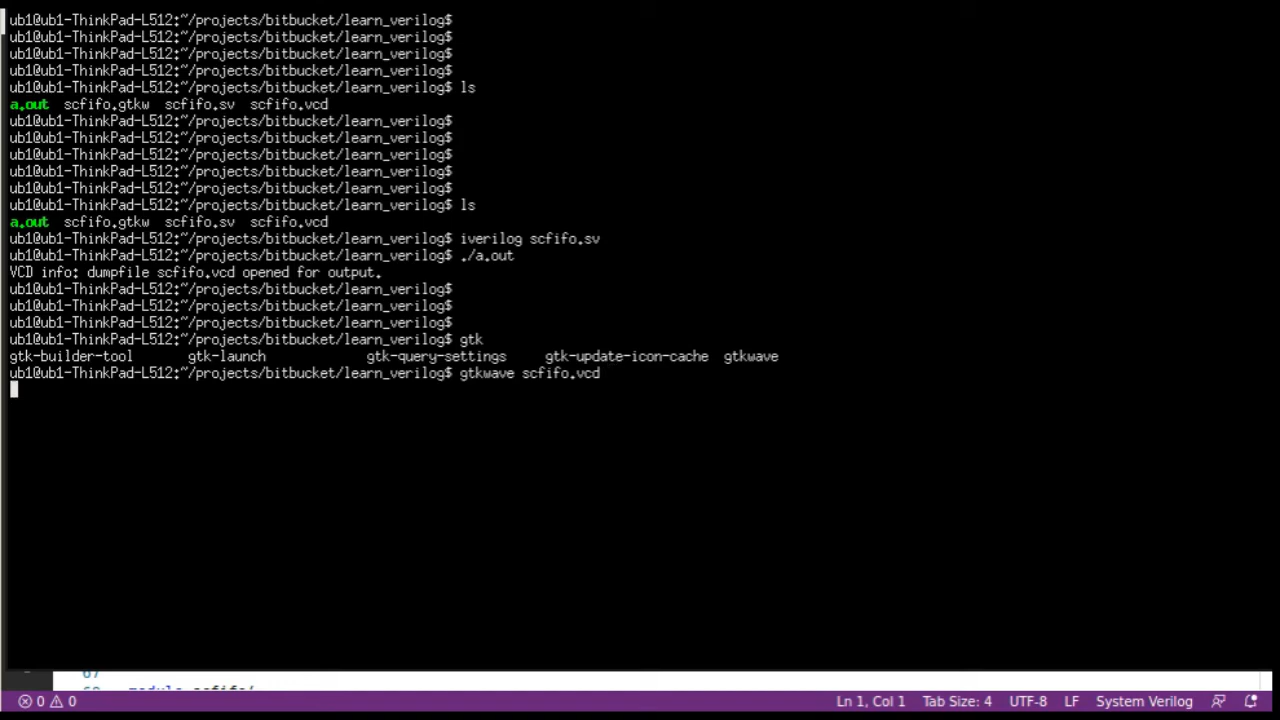 ub1@ub1-ThinkPad-L512:~/projects/bitbucket/learn_verilog$
ub1@ub1-ThinkPad-L512:~/projects/bitbucket/learn_verilog$
ub1@ub1-ThinkPad-L512:~/projects/bitbucket/learn_verilog$
ub1@ub1-ThinkPad-L512:~/projects/bitbucket/learn_verilog$
ub1@ub1-ThinkPad-L512:~/projects/bitbucket/learn_verilog$ ls
a.out  scfifo.gtkw  scfifo.sv  scfifo.vcd
ub1@ub1-ThinkPad-L512:~/projects/bitbucket/learn_verilog$
ub1@ub1-ThinkPad-L512:~/projects/bitbucket/learn_verilog$
ub1@ub1-ThinkPad-L512:~/projects/bitbucket/learn_verilog$
ub1@ub1-ThinkPad-L512:~/projects/bitbucket/learn_verilog$
ub1@ub1-ThinkPad-L512:~/projects/bitbucket/learn_verilog$
ub1@ub1-ThinkPad-L512:~/projects/bitbucket/learn_verilog$ ls
a.out  scfifo.gtkw  scfifo.sv  scfifo.vcd
ub1@ub1-ThinkPad-L512:~/projects/bitbucket/learn_verilog$ iverilog scfifo.sv
ub1@ub1-ThinkPad-L512:~/projects/bitbucket/learn_verilog$ ./a.out
VCD info: dumpfile scfifo.vcd opened for output.
ub1@ub1-ThinkPad-L512:~/projects/bitbucket/learn_verilog$
ub1@ub1-ThinkPad-L512:~/projects/bitbucket/learn_verilog$
ub1@ub1-ThinkPad-L512:~/projects/bitbucket/learn_verilog$
ub1@ub1-ThinkPad-L512:~/projects/bitbucket/learn_verilog$ gtk
gtk-builder-tool  gtk-launch  gtk-query-settings  gtk-update-icon-cache  gtkwave
ub1@ub1-ThinkPad-L512:~/projects/bitbucket/learn_verilog$ gtkwave scfifo.vcd
67
0 0 Ln 1, Col 1 Tab Size: 4 UTF-8 LF System Verilog